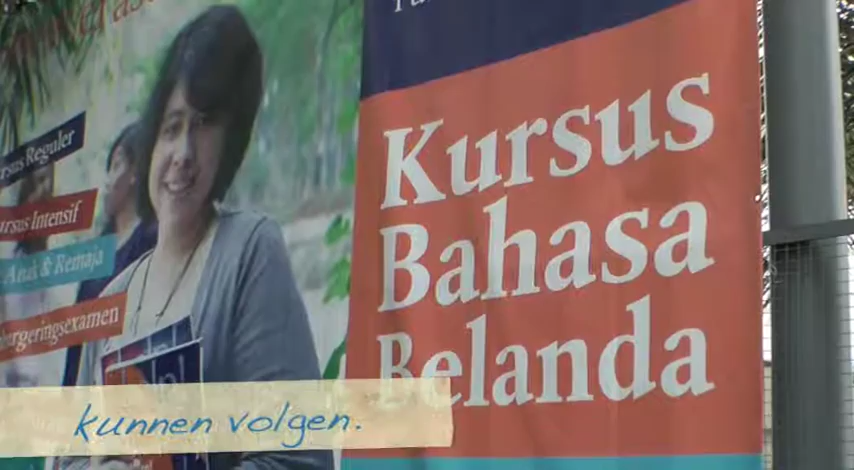 Kursus
Bahasa
Belanda
Kursus Reguler
Kursus Intensif
Anak & Remaja
kunnen volgen.